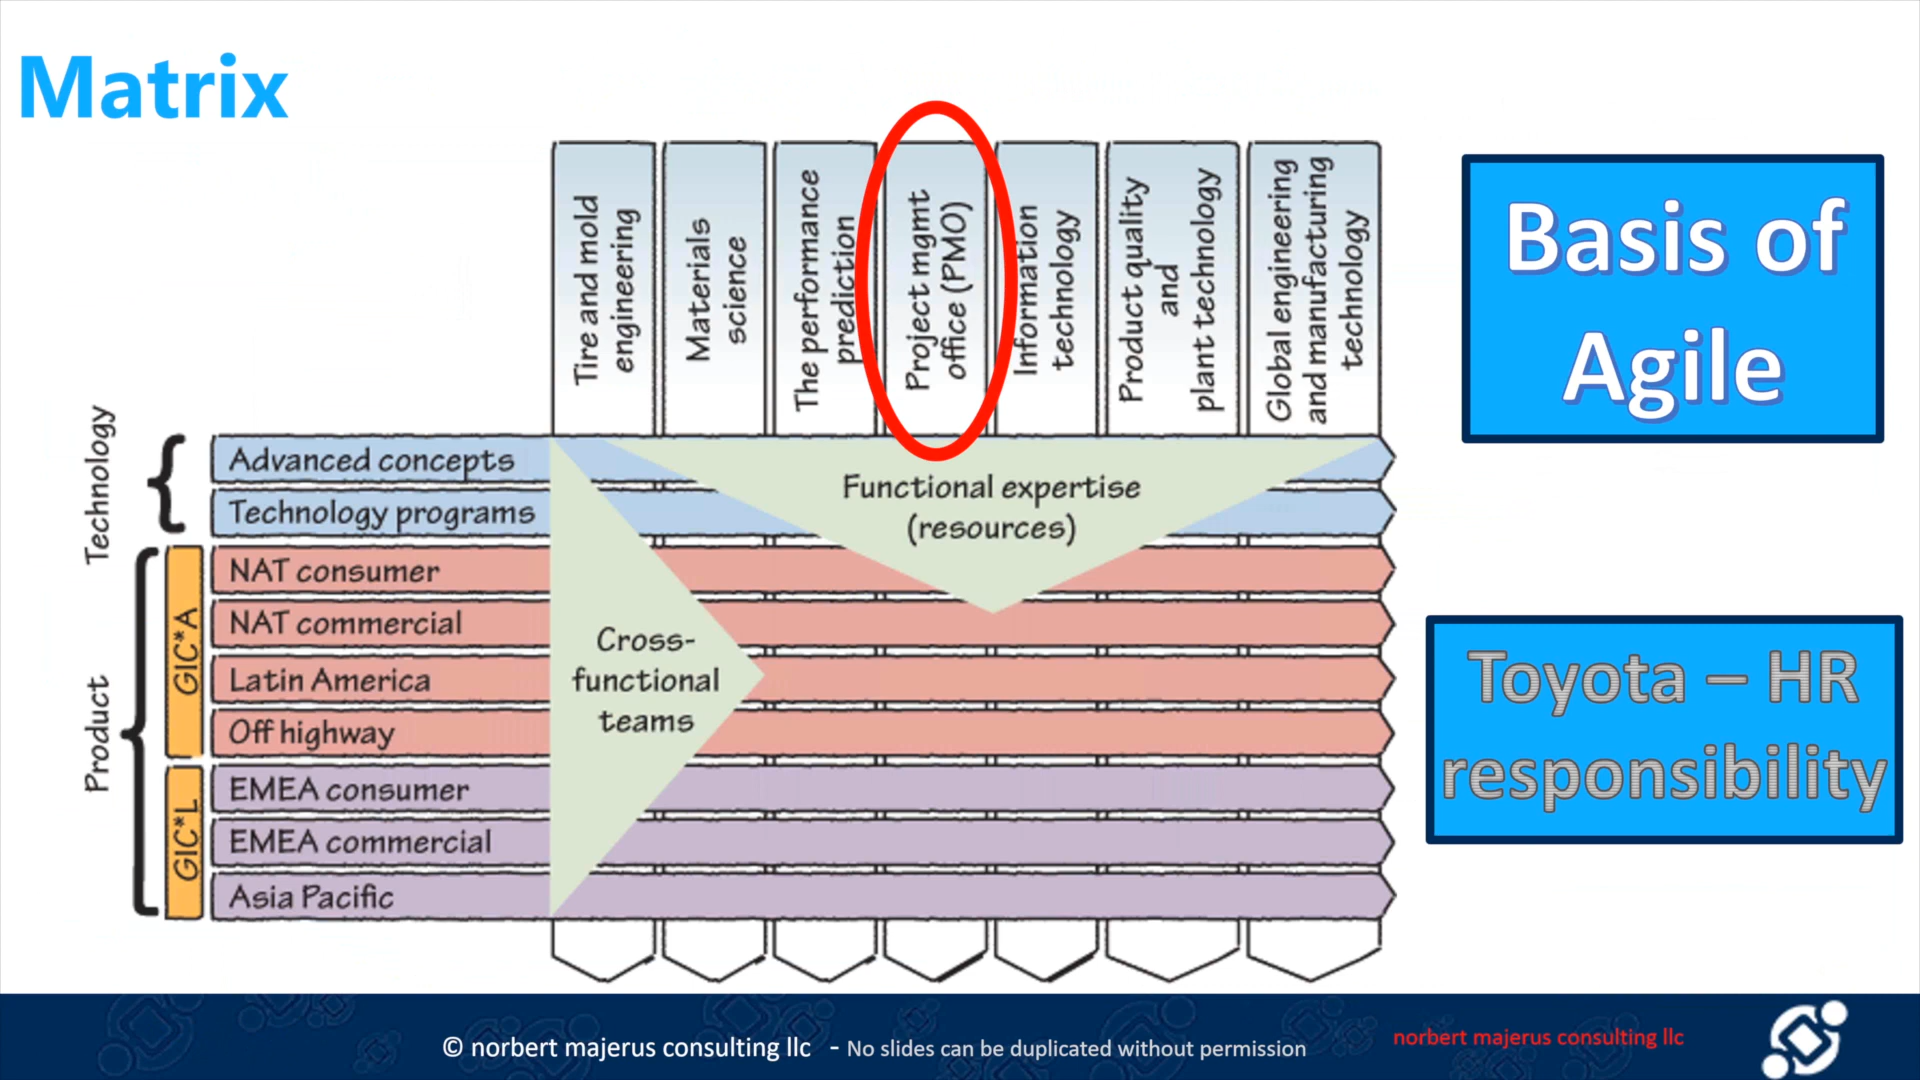 Matrix
Tire and mold
engineering
Materials
science
The performance
prediction
Project mgmt
office (PMO)
Information
technology
Product quality
and
plant technology
Global engineering
and manufacturing
technology
Basis of
Agile
Technology
Advanced concepts
Technology programs
Functional expertise
(resources)
Product
GIC*A
NAT consumer
NAT commercial
Latin America
Off highway
Cross-
functional
teams
GIC*L
EMEA consumer
EMEA commercial
Asia Pacific
Toyota – HR
responsibility
© norbert majerus consulting llc - No slides can be duplicated without permission
norbert majerus consulting llc